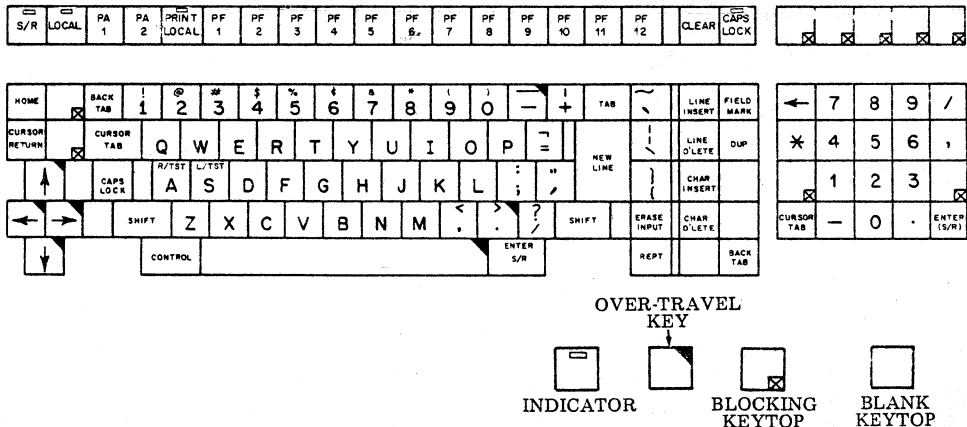 S/R LOCAL PA 1 PA 2 PRINT LOCAL PF 1 PF 2 PF 3 PF 4 PF 5 PF 6 PF 7 PF 8 PF 9 PF 10 PF 11 PF 12 CLEAR CAPS LOCK
HOME BACK TAB ! 1 @ 2 # 3 $ 4 % 5 ¢ 6 & 7 * 8 ( 9 ) 0 — - | + TAB ~ ` LINE INSERT FIELD MARK ← 7 8 9 /
CURSOR RETURN CURSOR TAB Q W E R T Y U I O P ¬ = NEW LINE ¦ \ LINE D'LETE DUP * 4 5 6 ,
↑ CAPS LOCK R/TST A L/TST S D F G H J K L : ; " ' } { CHAR INSERT 1 2 3
← → SHIFT Z X C V B N M < , > . ? / SHIFT ERASE INPUT CHAR D'LETE CURSOR TAB - 0 . ENTER (S/R)
↓ CONTROL ENTER S/R REPT BACK TAB
OVER-TRAVEL
KEY
INDICATOR BLOCKING KEYTOP BLANK KEYTOP